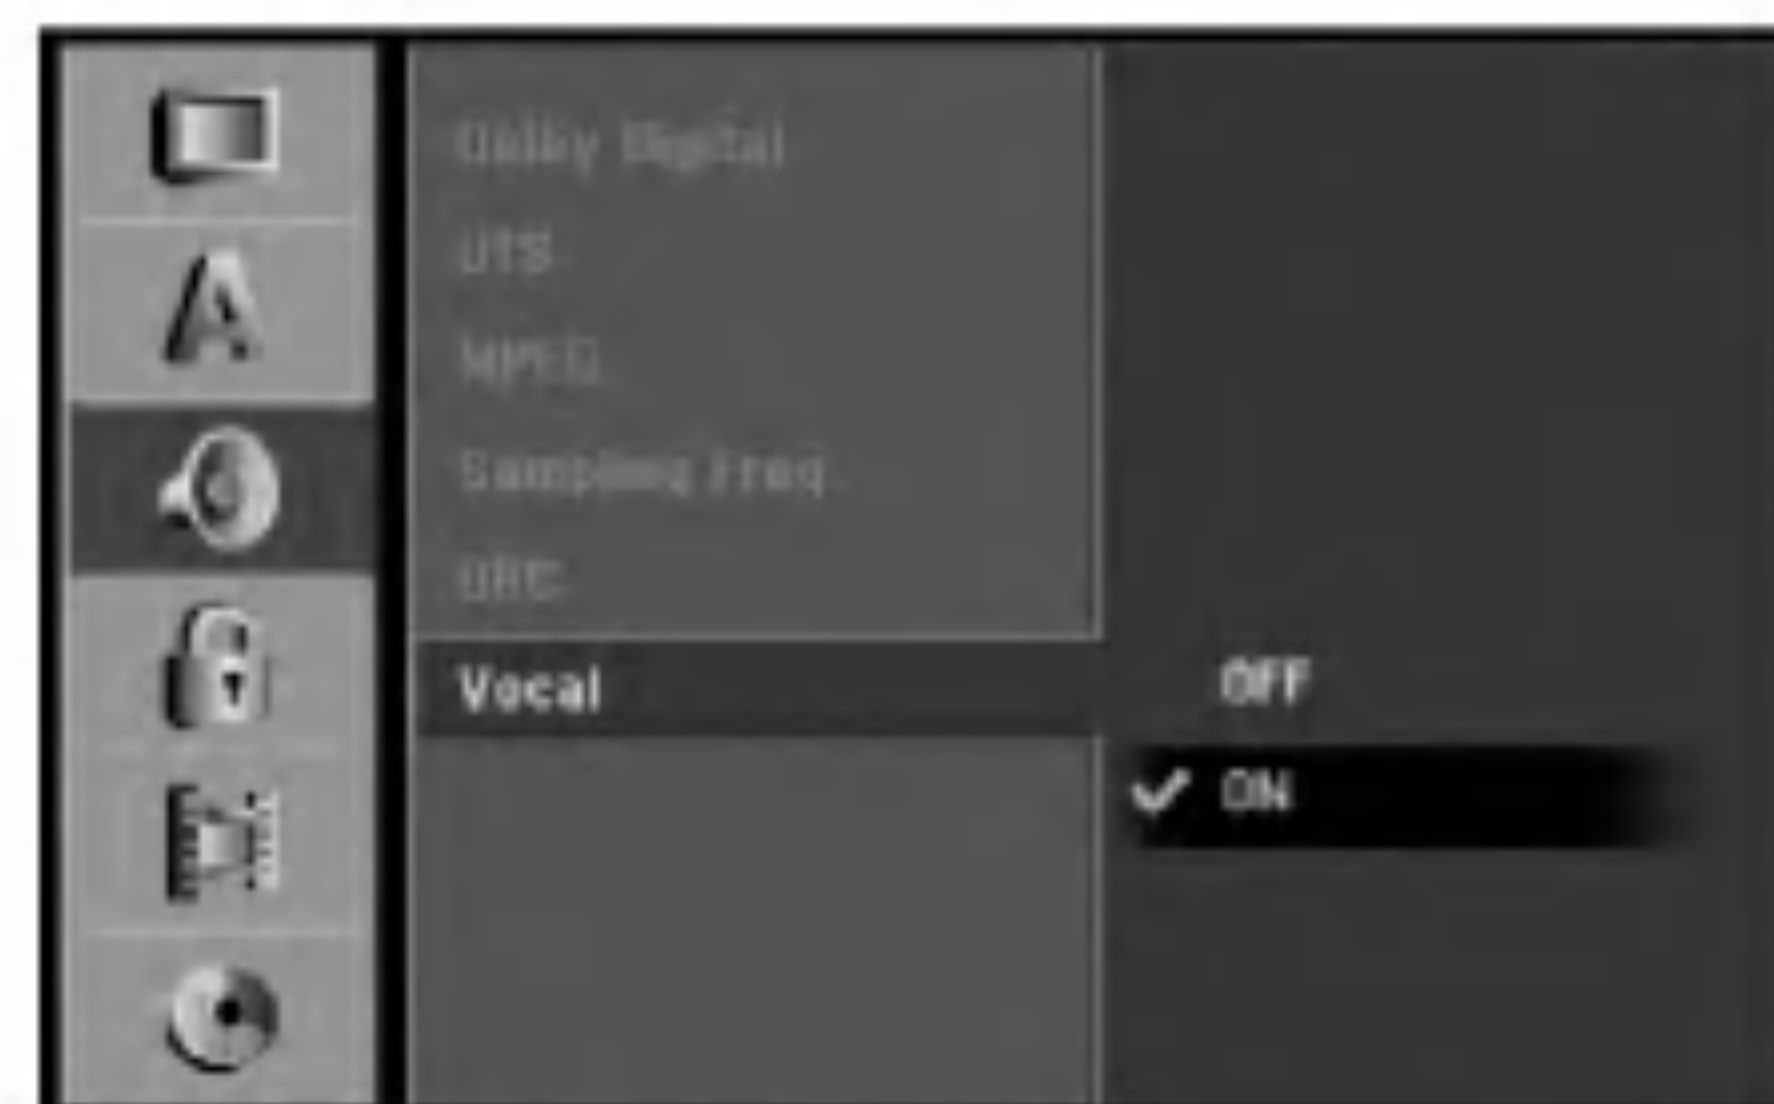 A
Dolby Digital
DTS
MPEG
Sampling Freq.
DRC
Vocal
OFF
ON